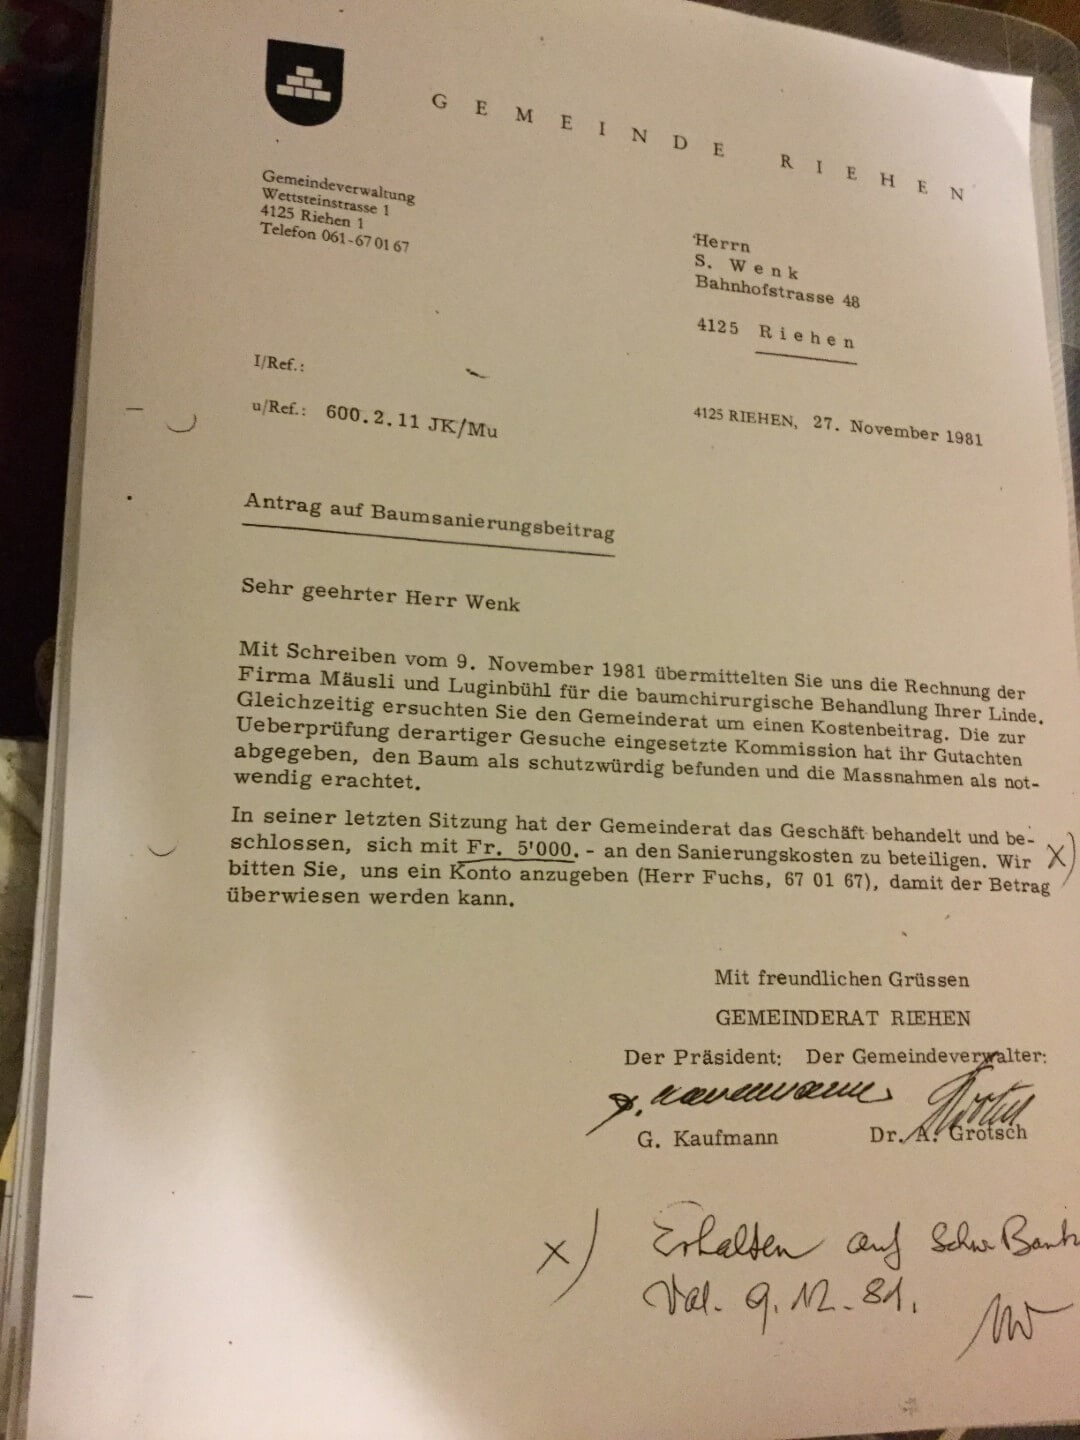 GEMEINDE RIEHEN
Gemeindeverwaltung
Wettsteinstrasse 1
4125 Riehen 1
Telefon 061-67 01 67
Herrn
S. Wenk
Bahnhofstrasse 48
4125 Riehen
I/Ref.:
u/Ref.: 600.2.11 JK/Mu
4125 RIEHEN, 27. November 1981
Antrag auf Baumsanierungsbeitrag
Sehr geehrter Herr Wenk
Mit Schreiben vom 9. November 1981 übermittelten Sie uns die Rechnung der
Firma Mäusli und Luginbühl für die baumchirurgische Behandlung Ihrer Linde.
Gleichzeitig ersuchten Sie den Gemeinderat um einen Kostenbeitrag. Die zur
Ueberprüfung derartiger Gesuche eingesetzte Kommission hat ihr Gutachten
abgegeben, den Baum als schutzwürdig befunden und die Massnahmen als not-
wendig erachtet.
In seiner letzten Sitzung hat der Gemeinderat das Geschäft behandelt und be-
schlossen, sich mit Fr. 5'000.- an den Sanierungskosten zu beteiligen. Wir x)
bitten Sie, uns ein Konto anzugeben (Herr Fuchs, 67 01 67), damit der Betrag
überwiesen werden kann.
Mit freundlichen Grüssen
GEMEINDERAT RIEHEN
Der Präsident: Der Gemeindeverwalter:
G. Kaufmann Dr. A. Grotsch
x) Erhalten auf Schw Bank
Val. 9.12.81.